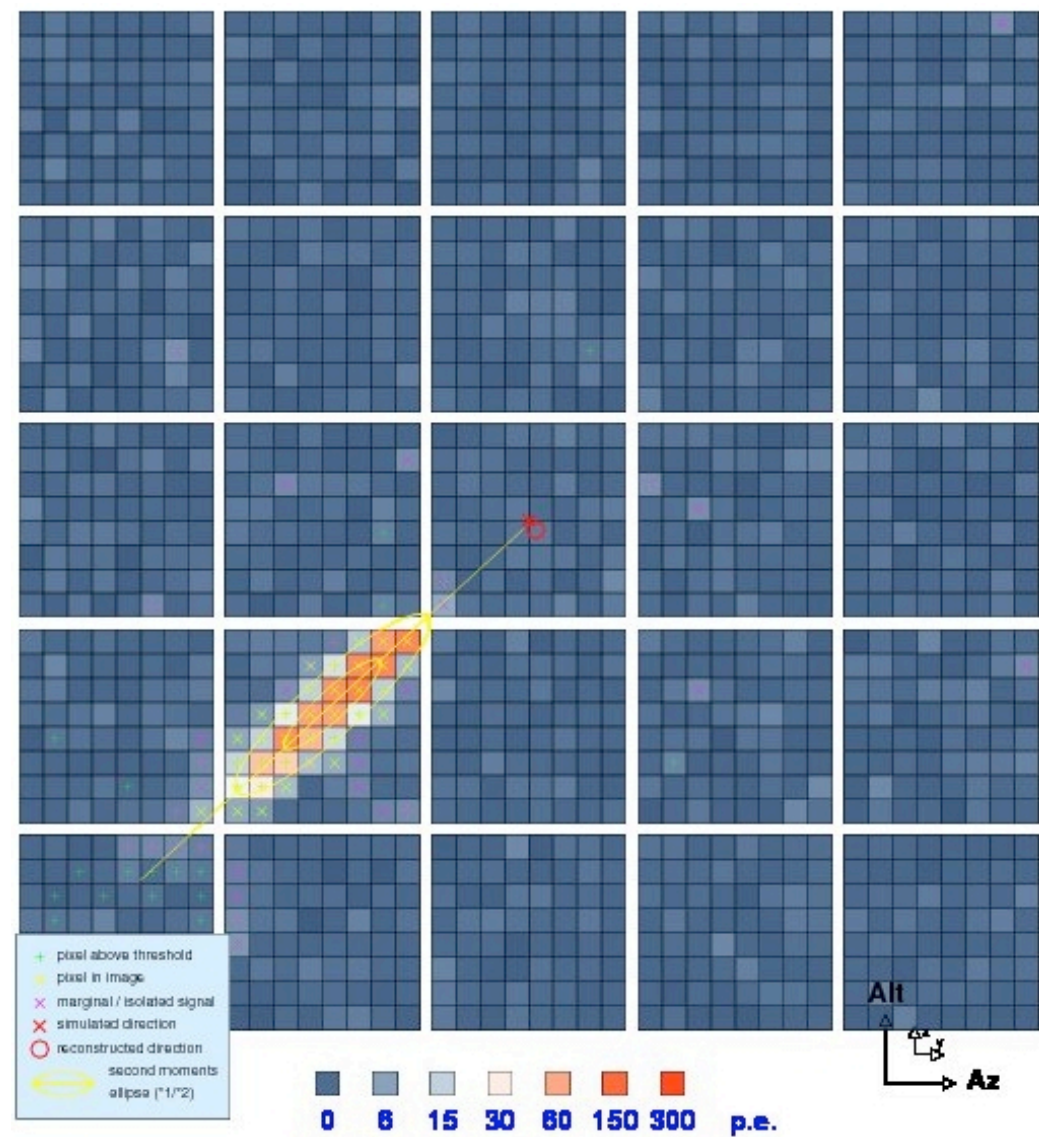 pixel above threshold
pixel in image
marginal / isolated signal
simulated direction
reconstructed direction
second moments
ellipse (*1/*2)
Alt
Az
0 6 15 30 60 150 300 p.e.